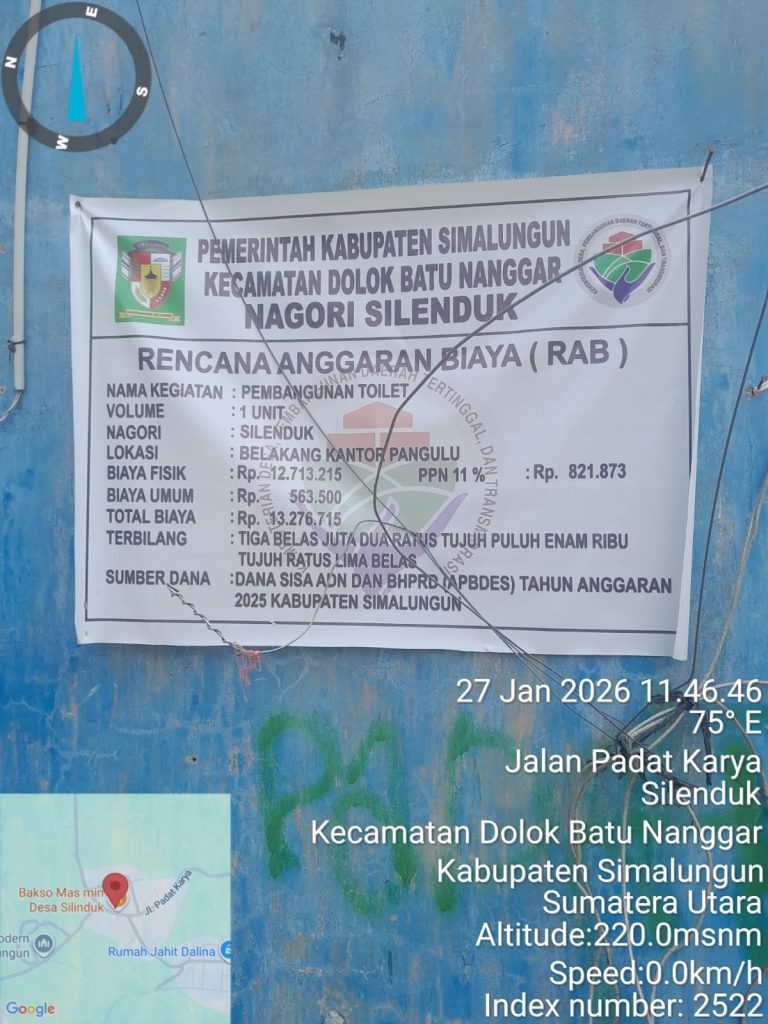 N
E
S
W
PEMERINTAH KABUPATEN SIMALUNGUN
KECAMATAN DOLOK BATU NANGGAR
NAGORI SILENDUK
RENCANA ANGGARAN BIAYA ( RAB )
NAMA KEGIATAN : PEMBANGUNAN TOILET
VOLUME : 1 UNIT
NAGORI : SILENDUK
LOKASI : BELAKANG KANTOR PANGULU
BIAYA FISIK : Rp. 12.713.215 PPN 11 % : Rp. 821.873
BIAYA UMUM : Rp. 563.500
TOTAL BIAYA : Rp. 13.276.715
TERBILANG : TIGA BELAS JUTA DUA RATUS TUJUH PULUH ENAM RIBU
TUJUH RATUS LIMA BELAS
SUMBER DANA : DANA SISA ADN DAN BHPRD (APBDES) TAHUN ANGGARAN
2025 KABUPATEN SIMALUNGUN
27 Jan 2026 11.46.46
75° E
Jalan Padat Karya
Silenduk
Kecamatan Dolok Batu Nanggar
Kabupaten Simalungun
Sumatera Utara
Altitude:220.0msnm
Speed:0.0km/h
Index number: 2522
Bakso Mas min
Desa Silinduk
Jl. Padat Karya
Rumah Jahit Dalina
Google